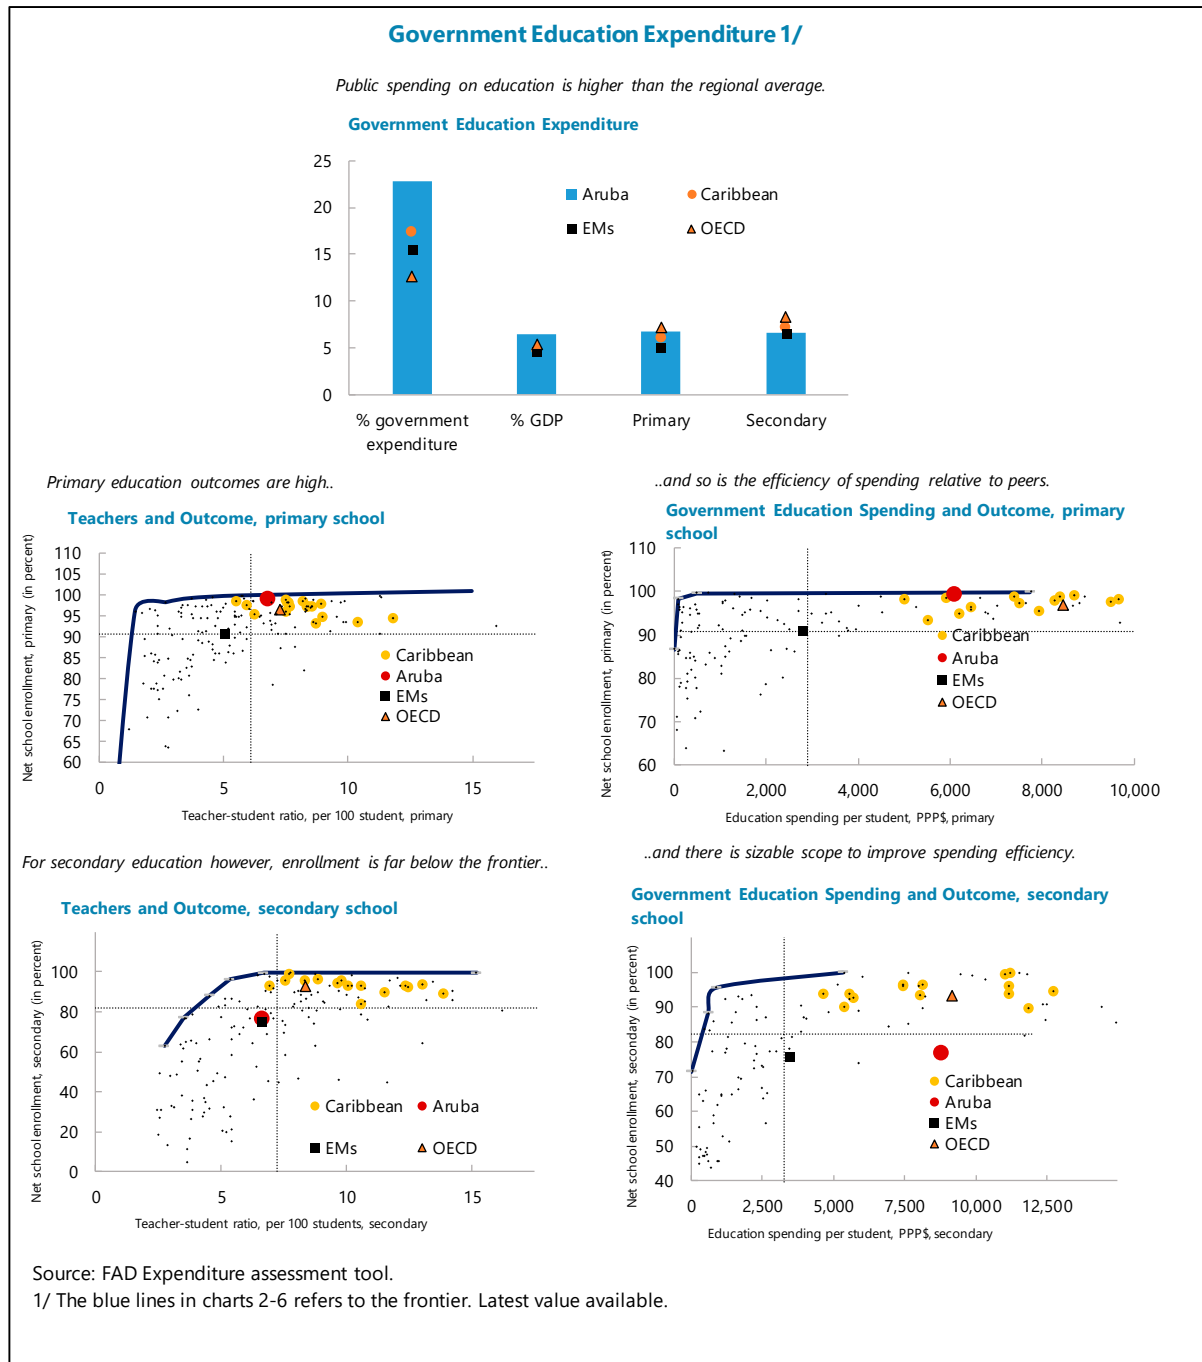 Government Education Expenditure 1/
Public spending on education is higher than the regional average.
Government Education Expenditure
25
20
15
10
5
0
Aruba
Caribbean
EMs
OECD
% government
expenditure
% GDP
Primary
Secondary
Primary education outcomes are high..
Teachers and Outcome, primary school
Net school enrollment, primary (in percent)
110
105
100
95
90
85
80
75
70
65
60
Caribbean
Aruba
EMs
OECD
0
5
10
15
Teacher-student ratio, per 100 student, primary
..and so is the efficiency of spending relative to peers.
Government Education Spending and Outcome, primary
school
Net school enrollment, primary (in percent)
110
100
90
80
70
60
Caribbean
Aruba
EMs
OECD
0
2,000
4,000
6,000
8,000
10,000
Education spending per student, PPP$, primary
For secondary education however, enrollment is far below the frontier..
Teachers and Outcome, secondary school
Net school enrollment, secondary (in percent)
100
80
60
40
20
0
Caribbean
Aruba
EMs
OECD
0
5
10
15
Teacher-student ratio, per 100 students, secondary
..and there is sizable scope to improve spending efficiency.
Government Education Spending and Outcome, secondary
school
Net school enrollment, secondary (in percent)
100
90
80
70
60
50
40
Caribbean
Aruba
EMs
OECD
0
2,500
5,000
7,500
10,000
12,500
Education spending per student, PPP$, secondary
Source: FAD Expenditure assessment tool.
1/ The blue lines in charts 2-6 refers to the frontier. Latest value available.